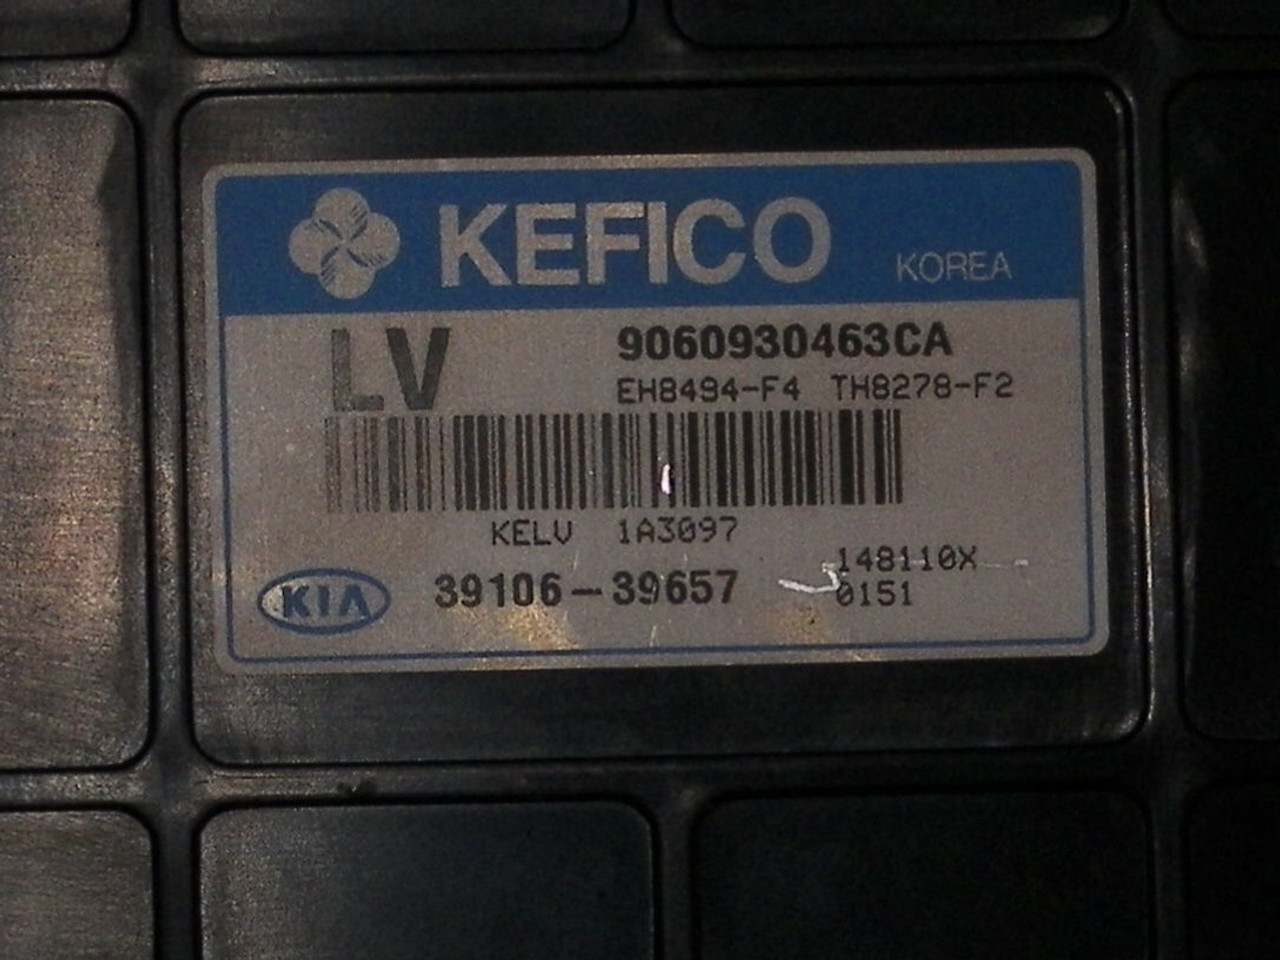 KEFICO KOREA
LV 9060930463CA
EH8494-F4 TH8278-F2
KELV 1A3097
KIA 39106-39657 148110X
0151